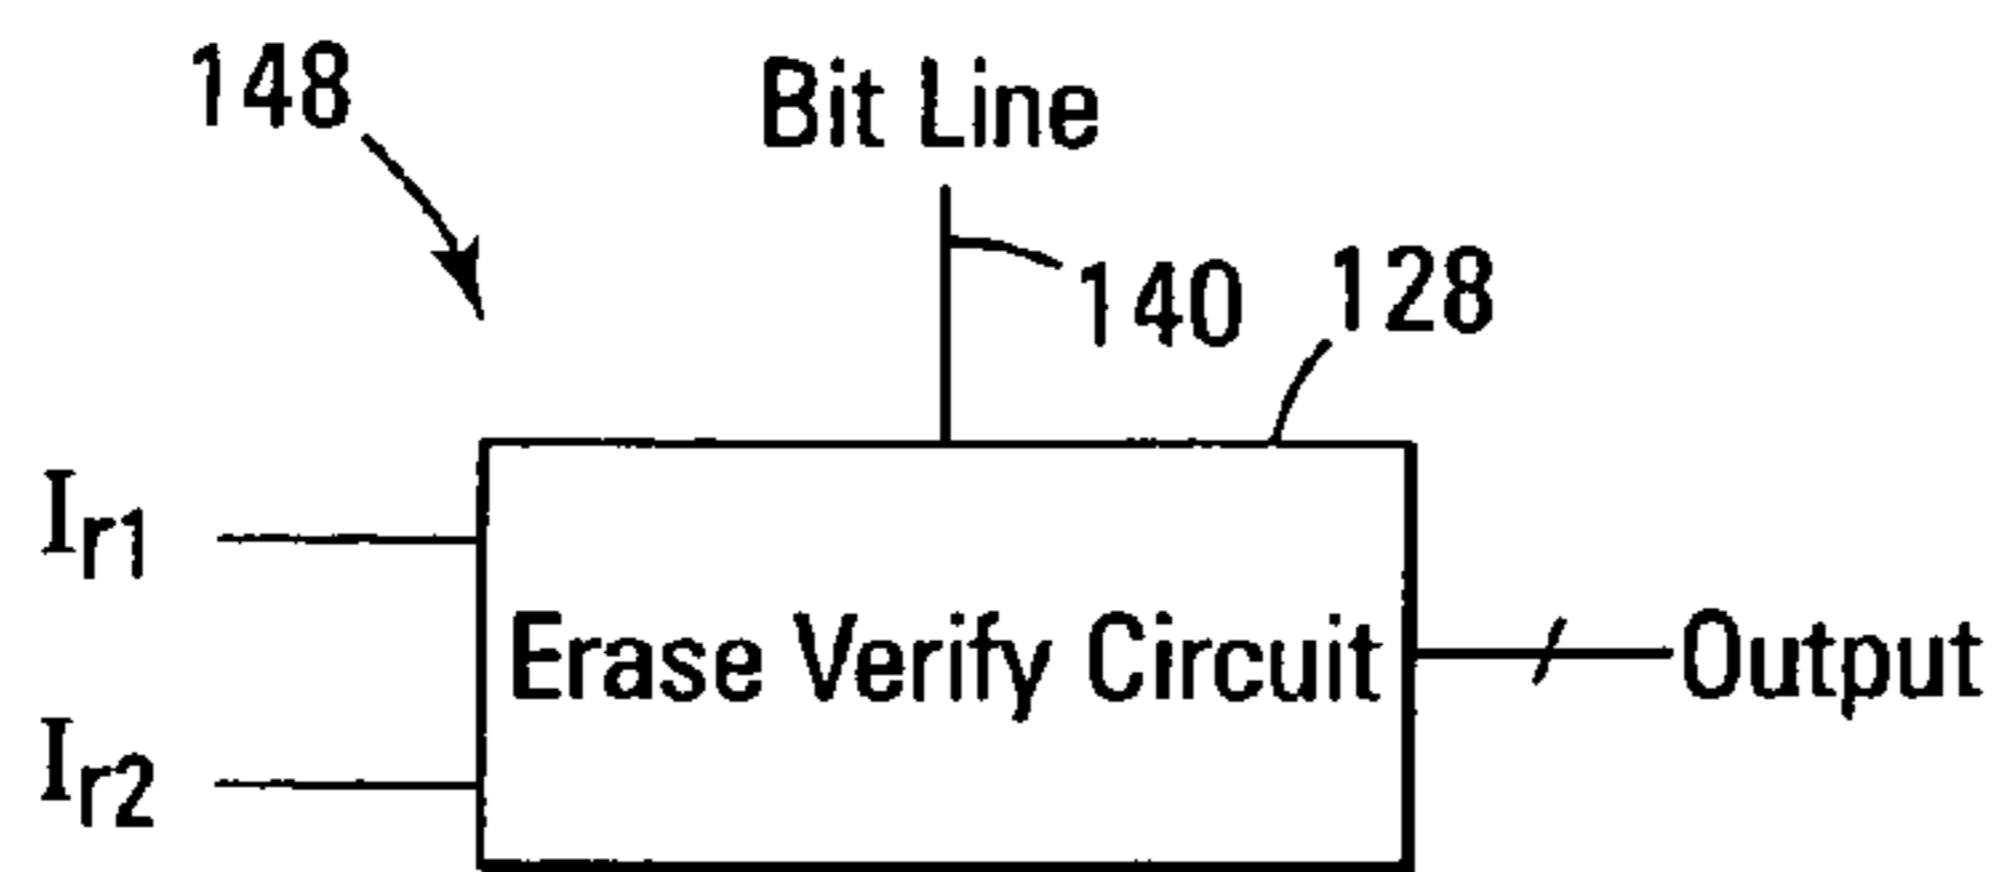 148
Bit Line
140
128
Ir1
Erase Verify Circuit
Output
Ir2